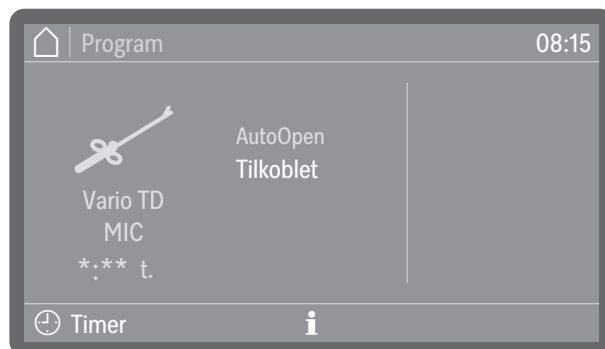 Program
08:15
AutoOpen
Tilkoblet
Vario TD
MIC
*:** t.
Timer
i